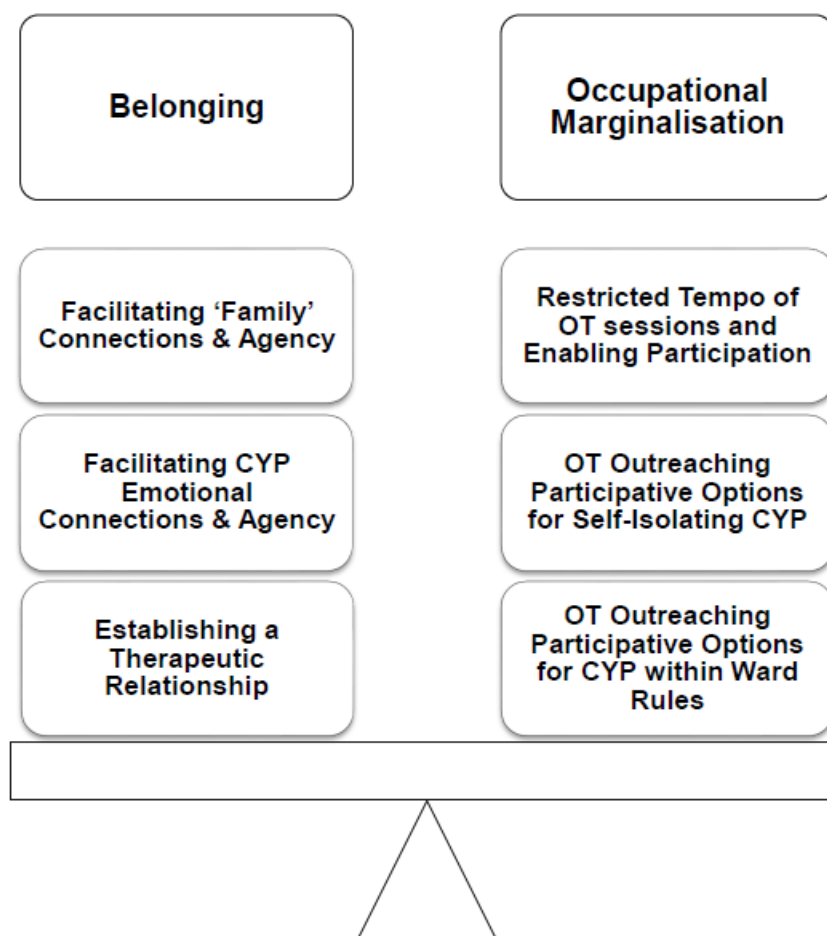 Belonging
Occupational
Marginalisation
Facilitating ‘Family’
Connections & Agency
Restricted Tempo of
OT sessions and
Enabling Participation
Facilitating CYP
Emotional
Connections & Agency
OT Outreaching
Participative Options
for Self-Isolating CYP
Establishing a
Therapeutic
Relationship
OT Outreaching
Participative Options
for CYP within Ward
Rules